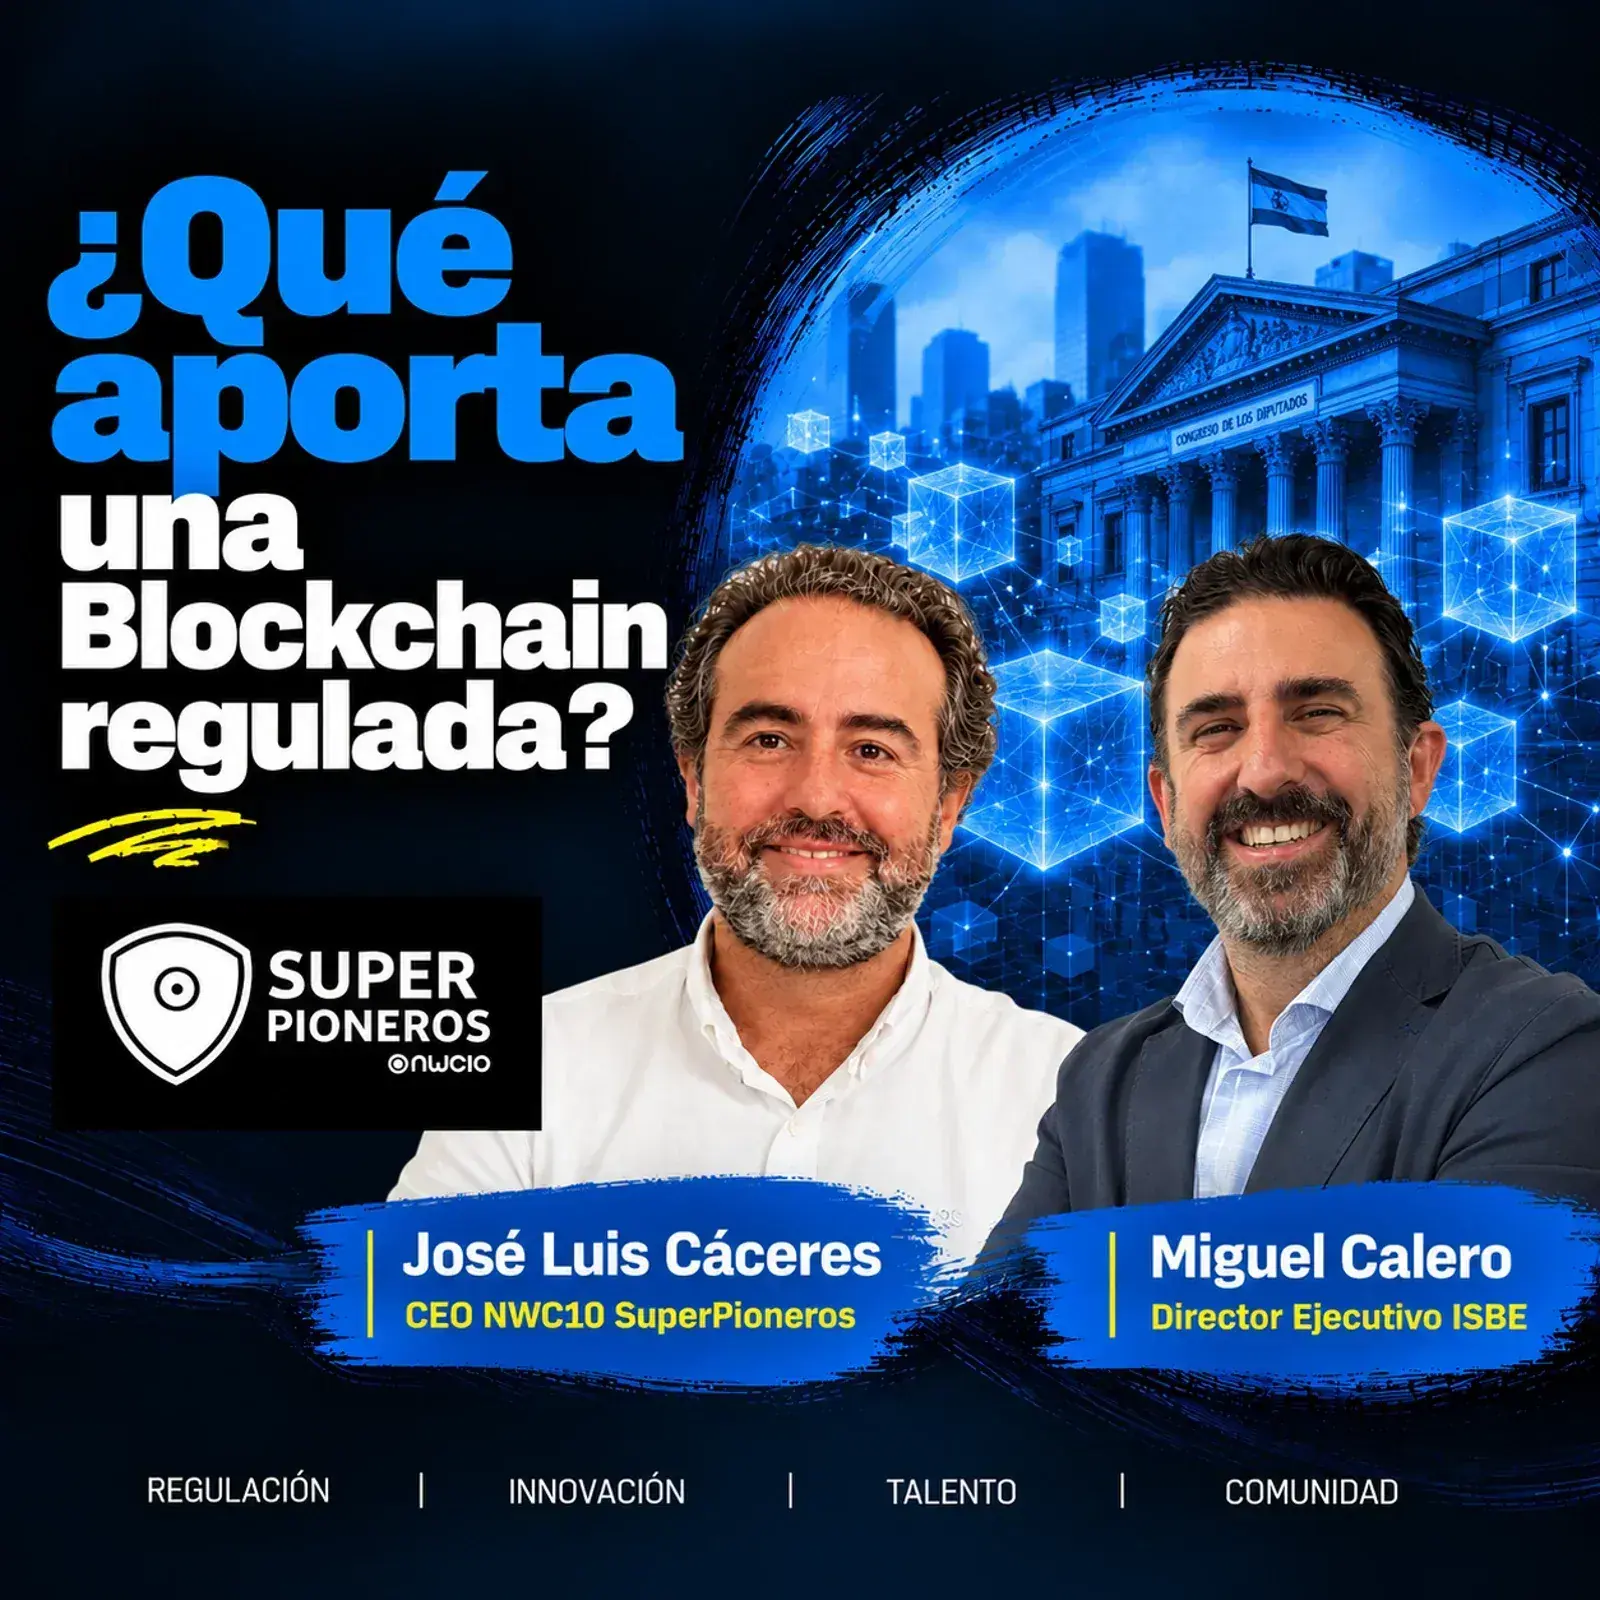 ¿Qué
aporta
una
Blockchain
regulada?
CONGRESO DE LOS DIPUTADOS
SUPER
PIONEROS
nwc10
José Luis Cáceres
CEO NWC10 SuperPioneros
Miguel Calero
Director Ejecutivo ISBE
REGULACIÓN | INNOVACIÓN | TALENTO | COMUNIDAD